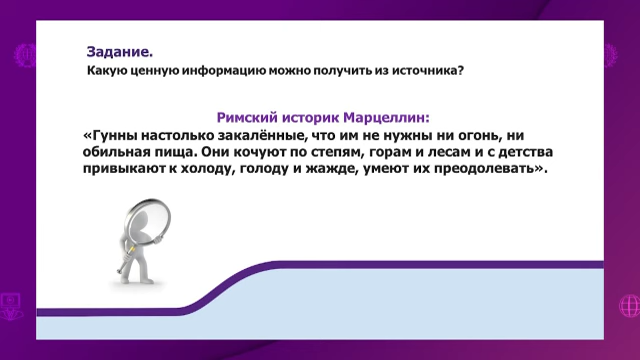 Задание.
Какую ценную информацию можно получить из источника?
Римский историк Марцеллин:
«Гунны настолько закалённые, что им не нужны ни огонь, ни
обильная пища. Они кочуют по степям, горам и лесам и с детства
привыкают к холоду, голоду и жажде, умеют их преодолевать».